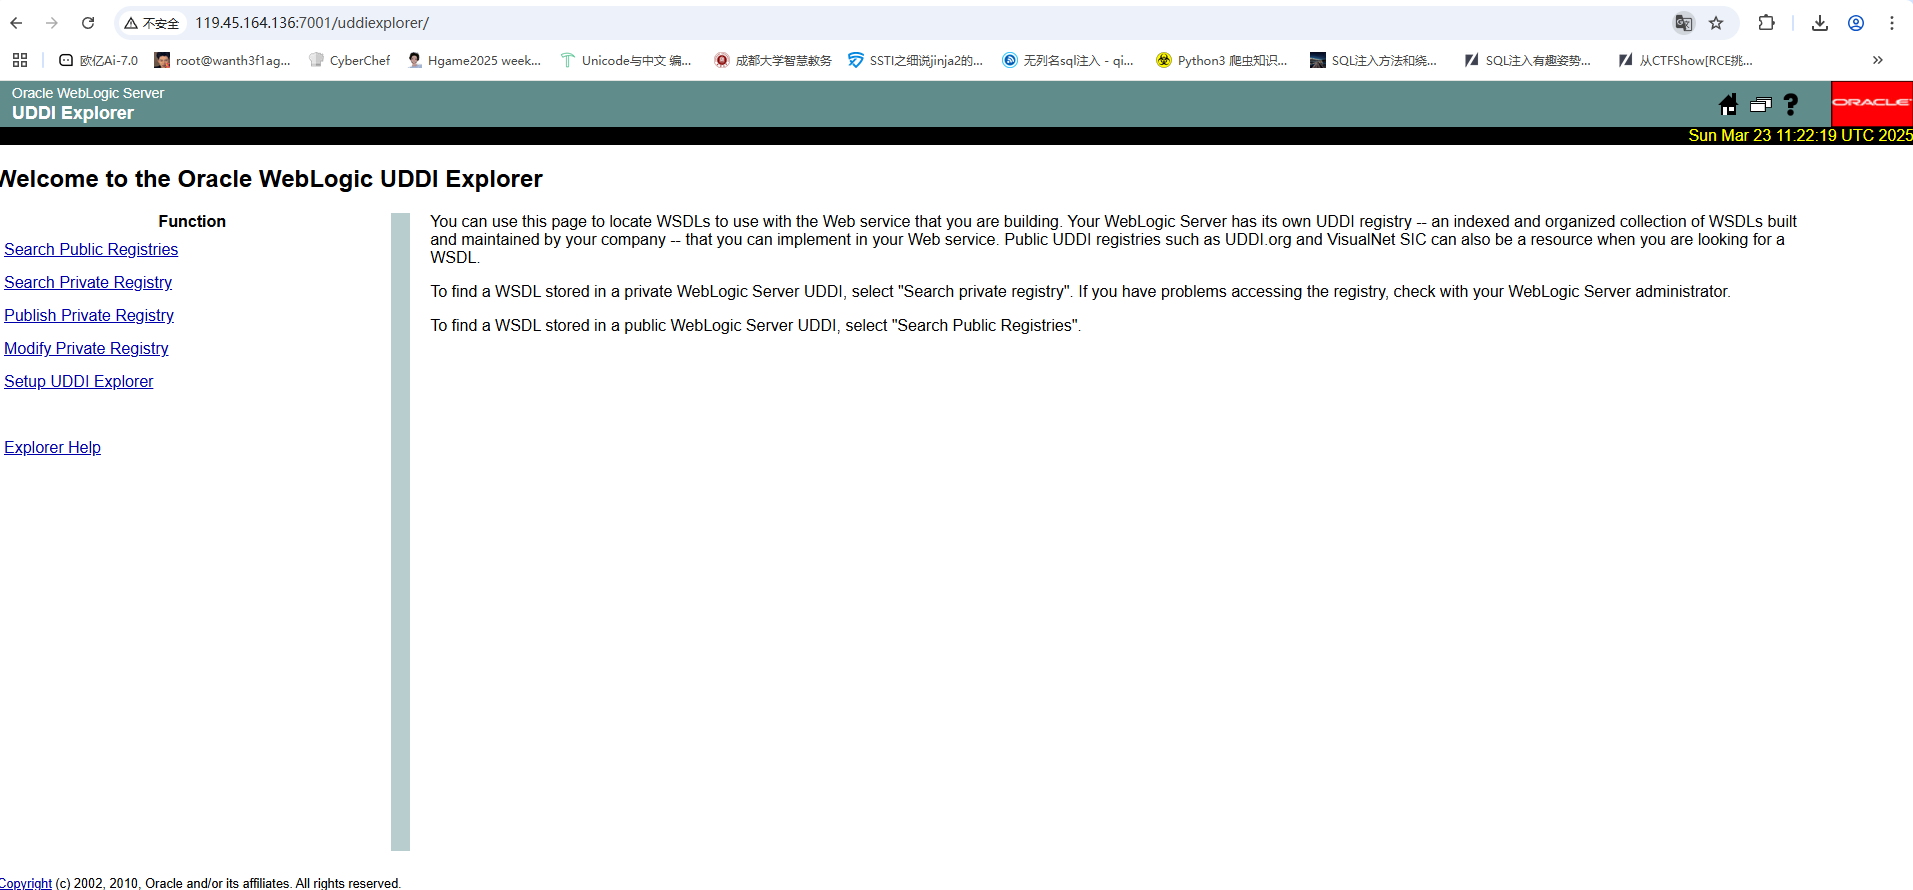 不安全
119.45.164.136:7001/uddiexplorer/
欧亿Ai-7.0
root@wanth3f1ag...
CyberChef
Hgame2025 week...
Unicode与中文 编...
成都大学智慧教务
SSTI之细说jinja2的...
无列名sql注入 - qi...
Python3 爬虫知识...
SQL注入方法和绕...
SQL注入有趣姿势...
从CTFShow[RCE挑...
Oracle WebLogic Server
UDDI Explorer
ORACLE
Sun Mar 23 11:22:19 UTC 2025
Welcome to the Oracle WebLogic UDDI Explorer
Function
Search Public Registries
Search Private Registry
Publish Private Registry
Modify Private Registry
Setup UDDI Explorer
Explorer Help
You can use this page to locate WSDLs to use with the Web service that you are building. Your WebLogic Server has its own UDDI registry -- an indexed and organized collection of WSDLs built
and maintained by your company -- that you can implement in your Web service. Public UDDI registries such as UDDI.org and VisualNet SIC can also be a resource when you are looking for a
WSDL.
To find a WSDL stored in a private WebLogic Server UDDI, select "Search private registry". If you have problems accessing the registry, check with your WebLogic Server administrator.
To find a WSDL stored in a public WebLogic Server UDDI, select "Search Public Registries".
Copyright (c) 2002, 2010, Oracle and/or its affiliates. All rights reserved.